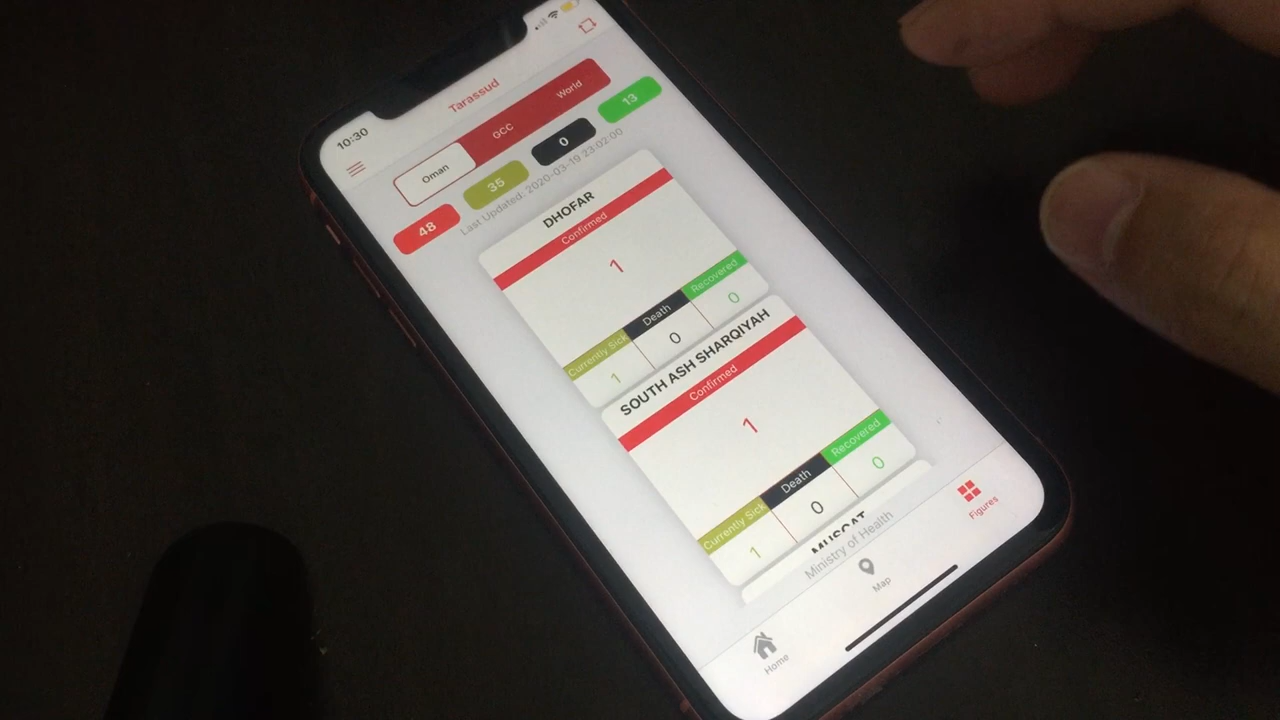 10:30
Tarassud
Oman GCC World
48 35 0 13
Last Updated: 2020-03-19 23:02:00
DHOFAR
Confirmed
1
Currently Sick Death Recovered
1 0 0
SOUTH ASH SHARQIYAH
Confirmed
1
Currently Sick Death Recovered
1 0 0
MUSCAT
Ministry of Health
Home Map Figures